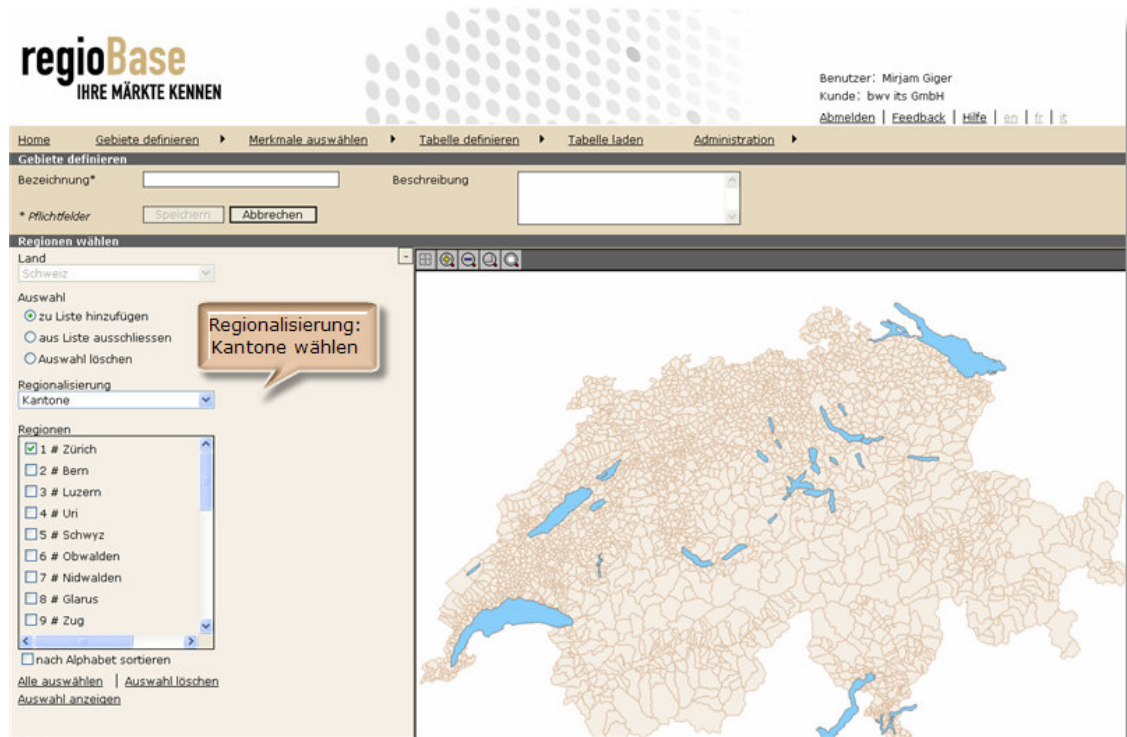 regioBase
IHRE MÄRKTE KENNEN
Benutzer: Mirjam Giger
Kunde: bwv its GmbH
Abmelden | Feedback | Hilfe | en | fr | it
Home Gebiete definieren Merkmale auswählen Tabelle definieren Tabelle laden Administration
Gebiete definieren
Bezeichnung* Beschreibung
* Pflichtfelder Speichern Abbrechen
Regionen wählen
Land
Schweiz
Auswahl
zu Liste hinzufügen
aus Liste ausschliessen
Auswahl löschen
Regionalisierung:
Kantone wählen
Regionalisierung
Kantone
Regionen
1 # Zürich
2 # Bern
3 # Luzern
4 # Uri
5 # Schwyz
6 # Obwalden
7 # Nidwalden
8 # Glarus
9 # Zug
nach Alphabet sortieren
Alle auswählen | Auswahl löschen
Auswahl anzeigen